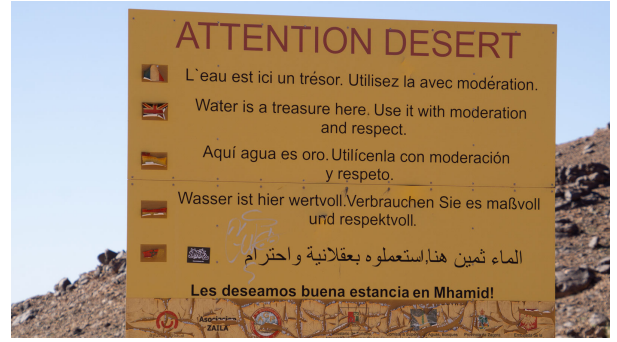 ATTENTION DESERT
L`eau est ici un trésor. Utilisez la avec modération.
Water is a treasure here. Use it with moderation
and respect.
Aquí agua es oro. Utilícenla con moderación
y respeto.
Wasser ist hier wertvoll.Verbrauchen Sie es maßvoll
und respektvoll.
الماء ثمين هنا,استعملوه بعقلانية واحترام
Les deseamos buena estancia en Mhamid!
ZAILA